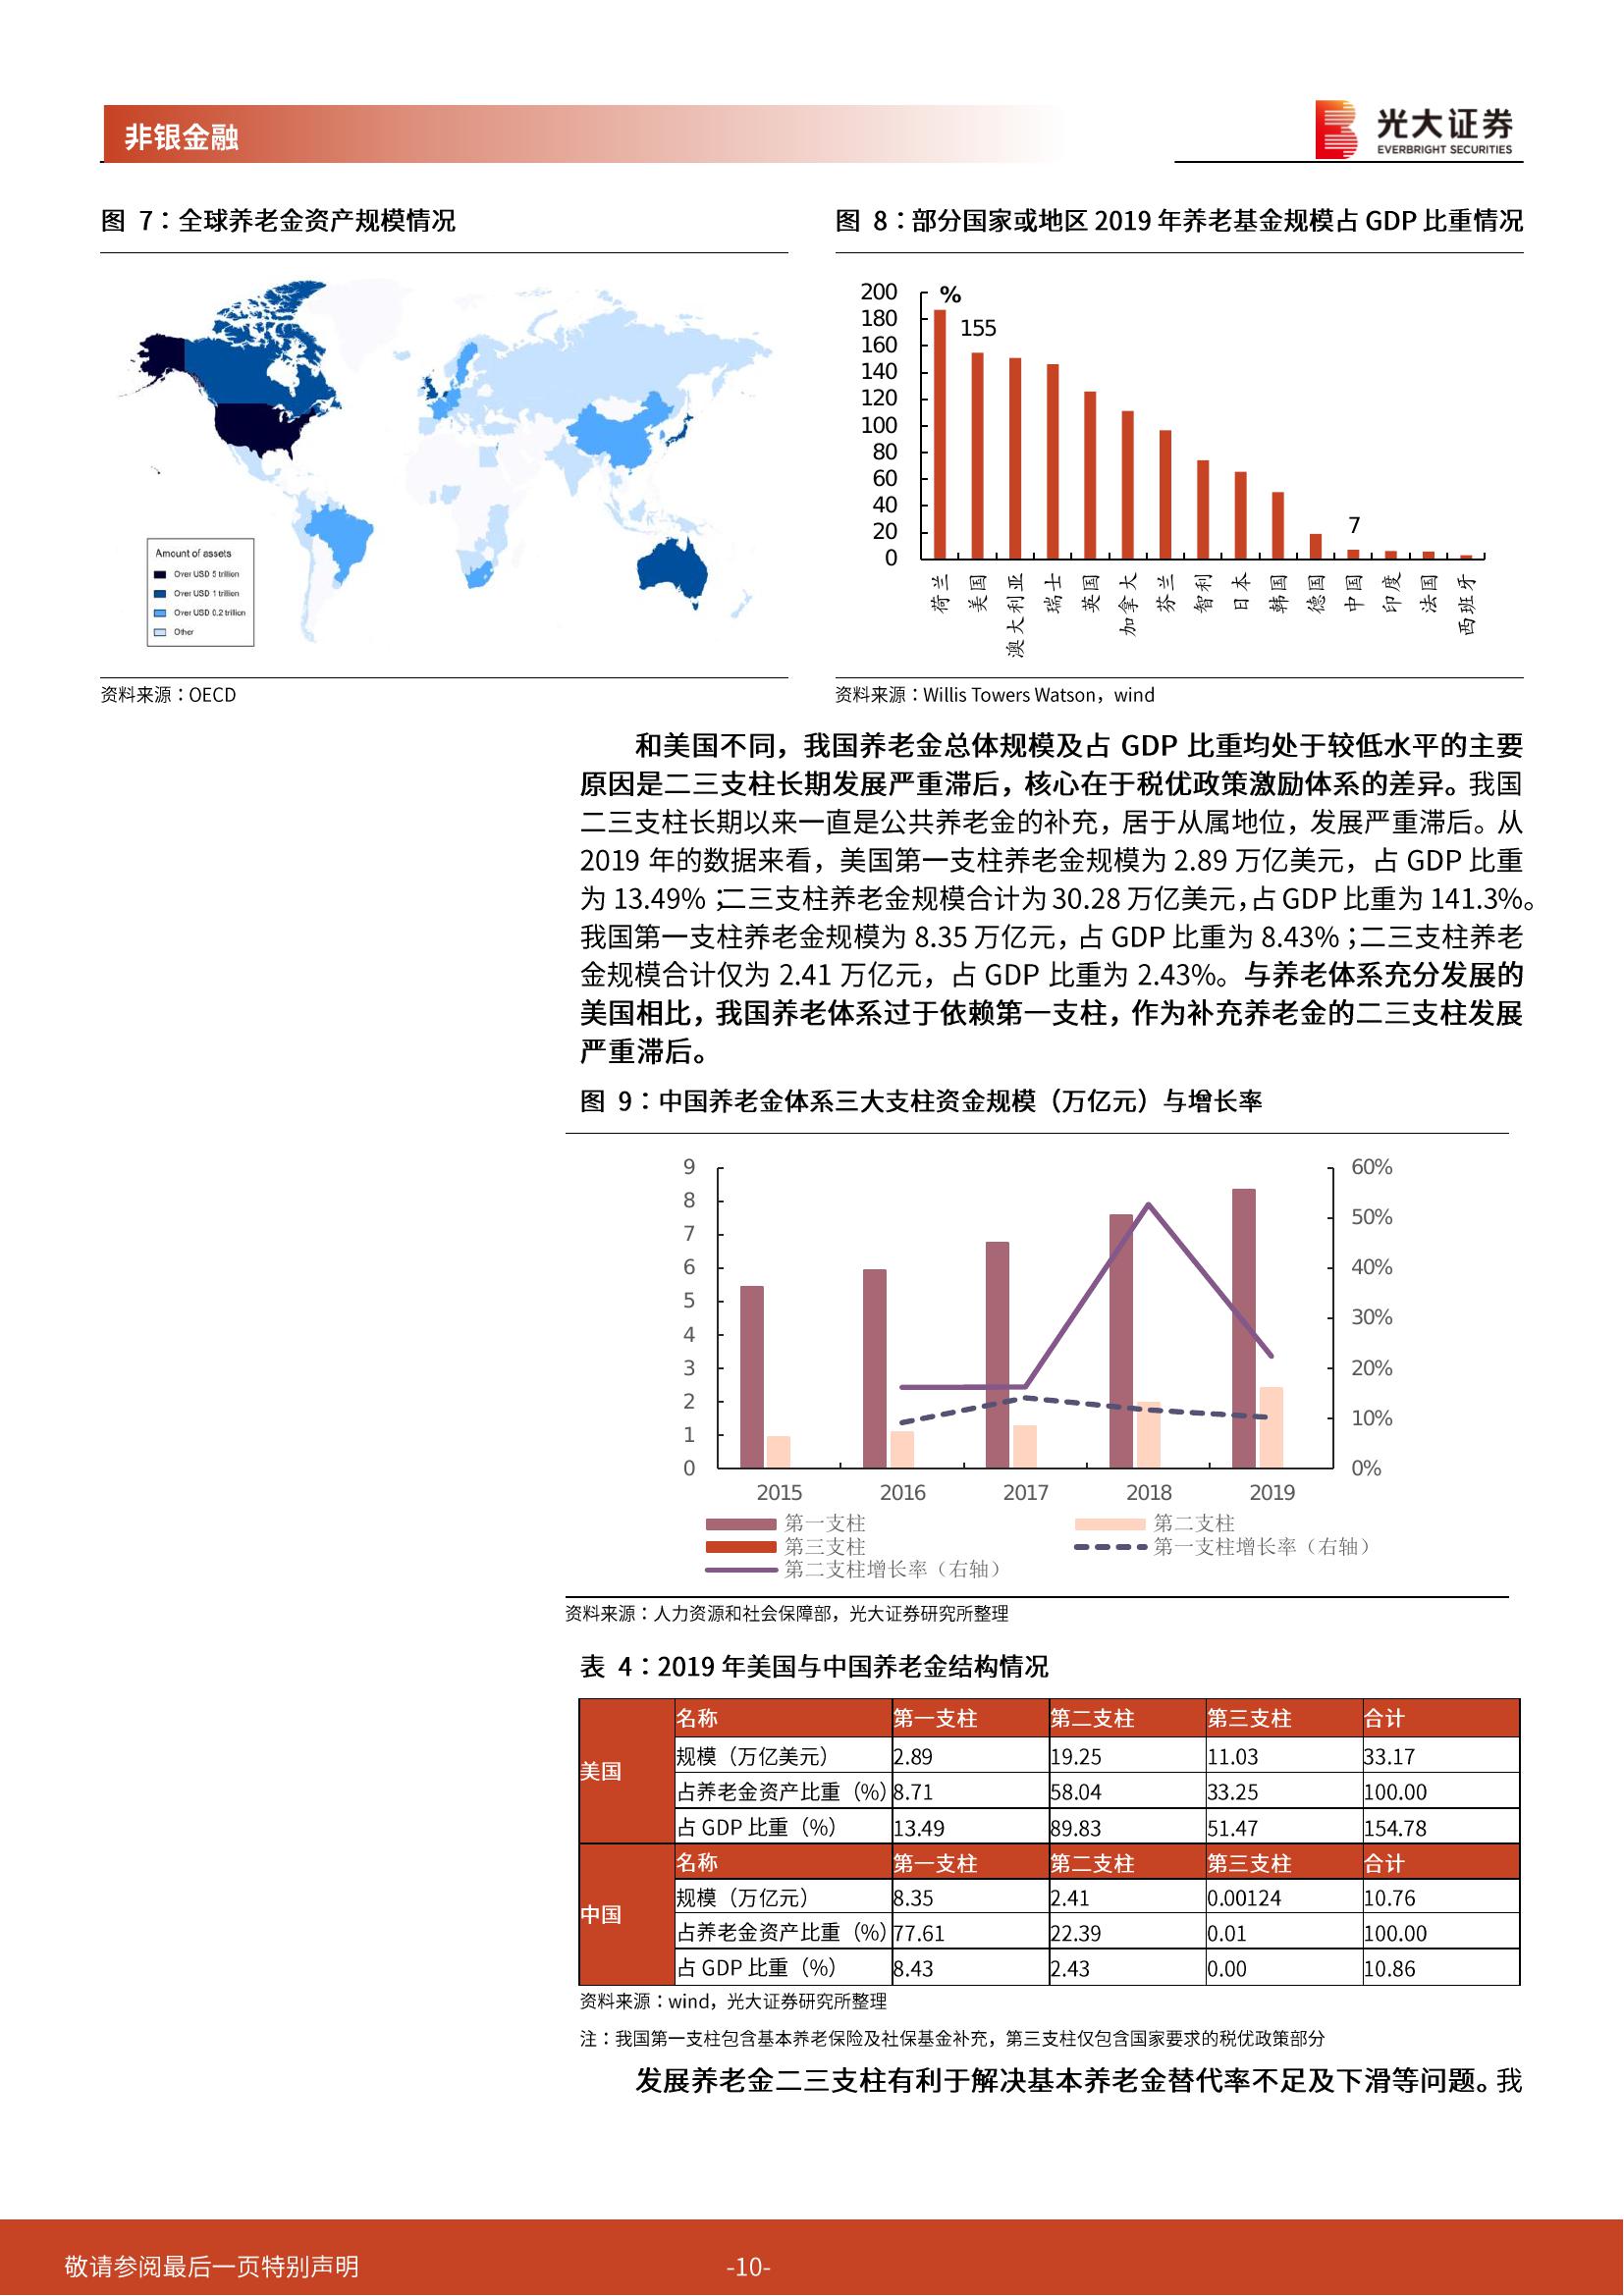 非银金融
光大证券
EVERBRIGHT SECURITIES
图 7：全球养老金资产规模情况
Amount of assets
Over USD 5 trillion
Over USD 1 trillion
Over USD 0.2 trillion
Other
资料来源：OECD
图 8：部分国家或地区 2019 年养老基金规模占 GDP 比重情况
%
200
180
160
140
120
100
80
60
40
20
0
155
7
荷兰
美国
澳大利亚
瑞士
英国
加拿大
芬兰
智利
日本
韩国
德国
中国
印度
法国
西班牙
资料来源：Willis Towers Watson，wind
和美国不同，我国养老金总体规模及占 GDP 比重均处于较低水平的主要
原因是二三支柱长期发展严重滞后，核心在于税优政策激励体系的差异。我国
二三支柱长期以来一直是公共养老金的补充，居于从属地位，发展严重滞后。从
2019 年的数据来看，美国第一支柱养老金规模为 2.89 万亿美元，占 GDP 比重
为 13.49%；二三支柱养老金规模合计为 30.28 万亿美元，占 GDP 比重为 141.3%。
我国第一支柱养老金规模为 8.35 万亿元，占 GDP 比重为 8.43%；二三支柱养老
金规模合计仅为 2.41 万亿元，占 GDP 比重为 2.43%。与养老体系充分发展的
美国相比，我国养老体系过于依赖第一支柱，作为补充养老金的二三支柱发展
严重滞后。
图 9：中国养老金体系三大支柱资金规模（万亿元）与增长率
9
8
7
6
5
4
3
2
1
0
60%
50%
40%
30%
20%
10%
0%
2015 2016 2017 2018 2019
第一支柱 第二支柱
第三支柱 第一支柱增长率（右轴）
第二支柱增长率（右轴）
资料来源：人力资源和社会保障部，光大证券研究所整理
表 4：2019 年美国与中国养老金结构情况
美国
名称 第一支柱 第二支柱 第三支柱 合计
规模（万亿美元） 2.89 19.25 11.03 33.17
占养老金资产比重（%） 8.71 58.04 33.25 100.00
占 GDP 比重（%） 13.49 89.83 51.47 154.78
中国
名称 第一支柱 第二支柱 第三支柱 合计
规模（万亿元） 8.35 2.41 0.00124 10.76
占养老金资产比重（%） 77.61 22.39 0.01 100.00
占 GDP 比重（%） 8.43 2.43 0.00 10.86
资料来源：wind，光大证券研究所整理
注：我国第一支柱包含基本养老保险及社保基金补充，第三支柱仅包含国家要求的税优政策部分
发展养老金二三支柱有利于解决基本养老金替代率不足及下滑等问题。我
敬请参阅最后一页特别声明
-10-